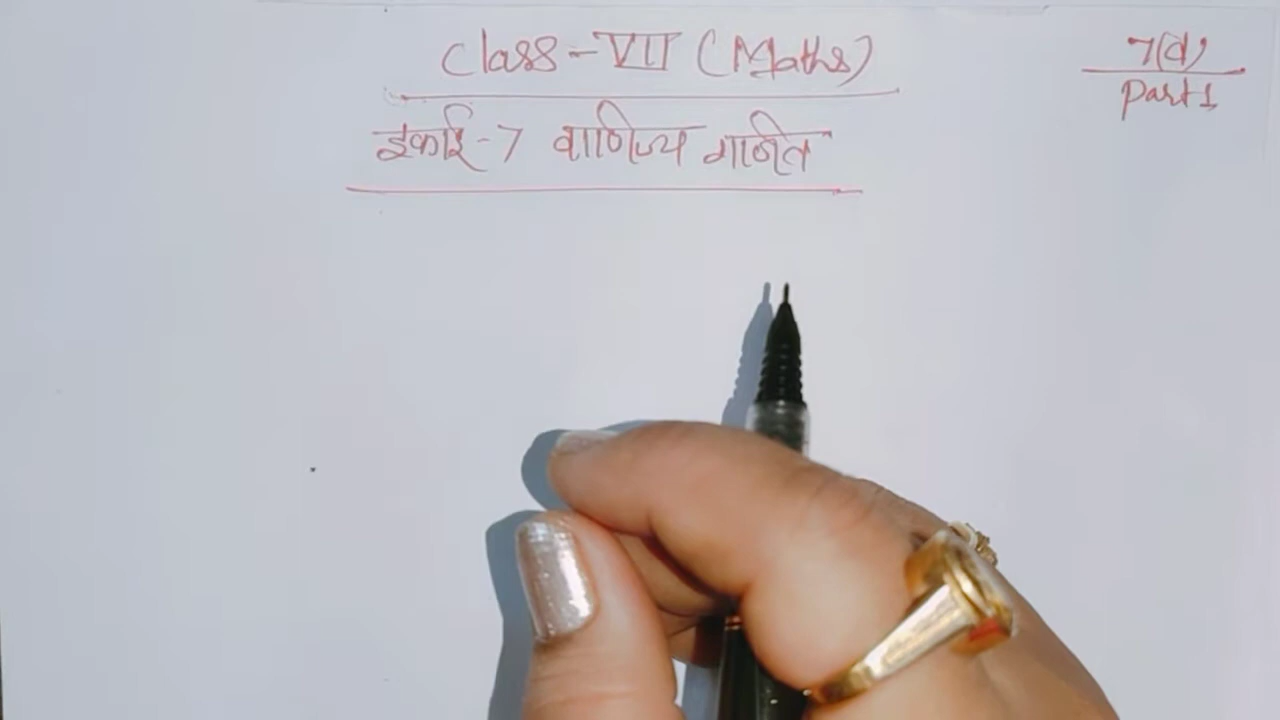 Class-VII (Maths)
7(d)
Part 1
इकाई-7 वाणिज्य गणित